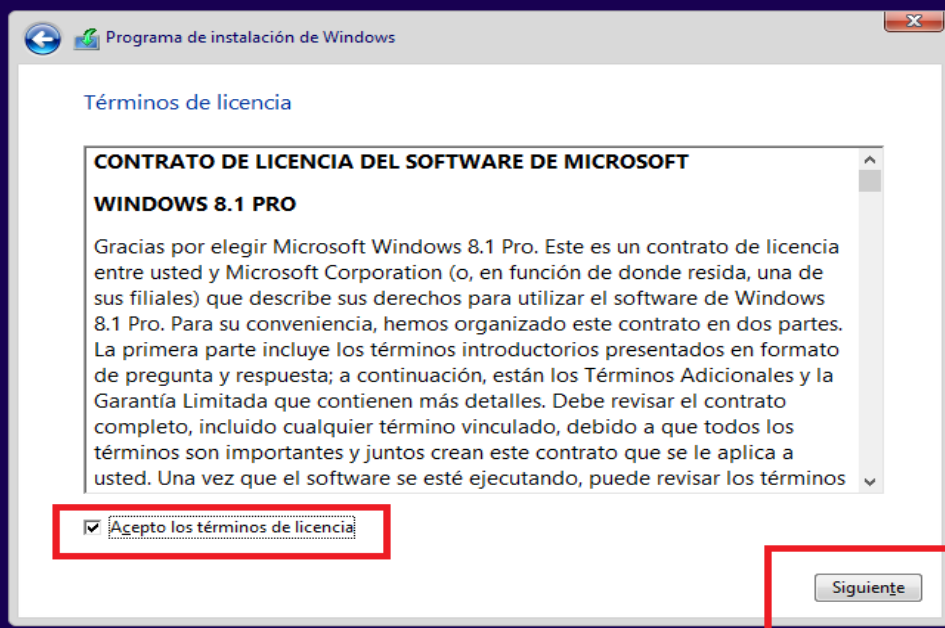 Programa de instalación de Windows
Términos de licencia
CONTRATO DE LICENCIA DEL SOFTWARE DE MICROSOFT
WINDOWS 8.1 PRO
Gracias por elegir Microsoft Windows 8.1 Pro. Este es un contrato de licencia
entre usted y Microsoft Corporation (o, en función de donde resida, una de
sus filiales) que describe sus derechos para utilizar el software de Windows
8.1 Pro. Para su conveniencia, hemos organizado este contrato en dos partes.
La primera parte incluye los términos introductorios presentados en formato
de pregunta y respuesta; a continuación, están los Términos Adicionales y la
Garantía Limitada que contienen más detalles. Debe revisar el contrato
completo, incluido cualquier término vinculado, debido a que todos los
términos son importantes y juntos crean este contrato que se le aplica a
usted. Una vez que el software se esté ejecutando, puede revisar los términos
Acepto los términos de licencia
Siguiente